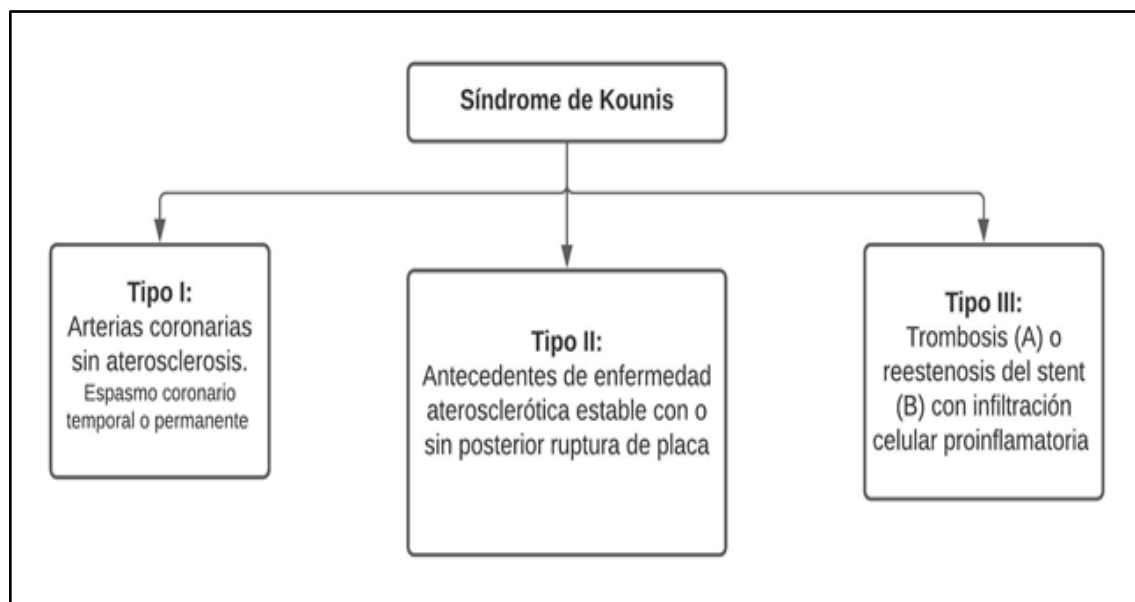 Síndrome de Kounis
Tipo I:
Arterias coronarias
sin aterosclerosis.
Espasmo coronario
temporal o permanente
Tipo II:
Antecedentes de enfermedad
aterosclerótica estable con o
sin posterior ruptura de placa
Tipo III:
Trombosis (A) o
reestenosis del stent
(B) con infiltración
celular proinflamatoria